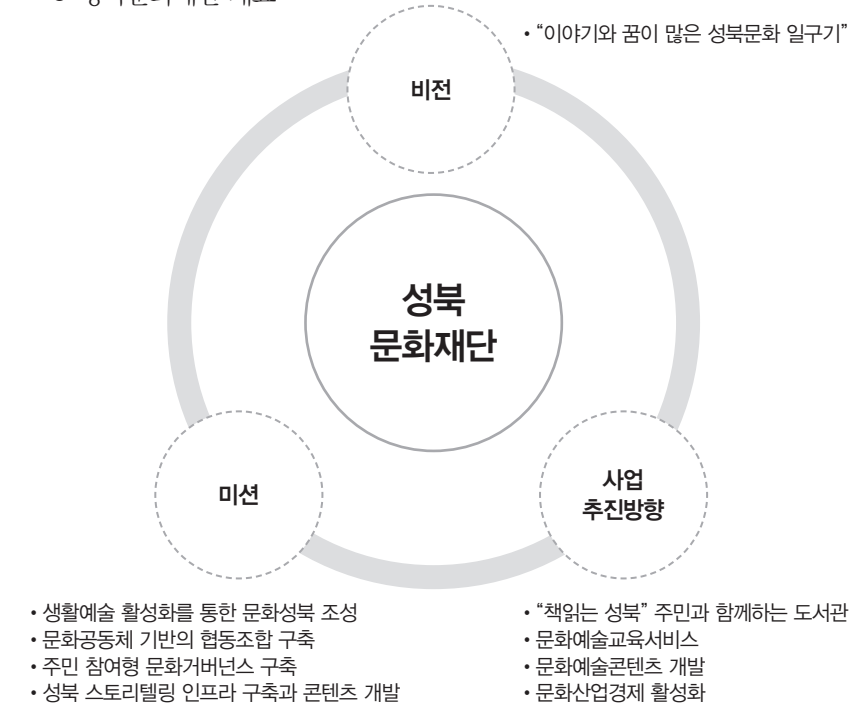 • “이야기와 꿈이 많은 성북문화 일구기”
비전
성북
문화재단
미션
사업
추진방향
• 생활예술 활성화를 통한 문화성북 조성
• 문화공동체 기반의 협동조합 구축
• 주민 참여형 문화거버넌스 구축
• 성북 스토리텔링 인프라 구축과 콘텐츠 개발
• “책읽는 성북” 주민과 함께하는 도서관
• 문화예술교육서비스
• 문화예술콘텐츠 개발
• 문화산업경제 활성화